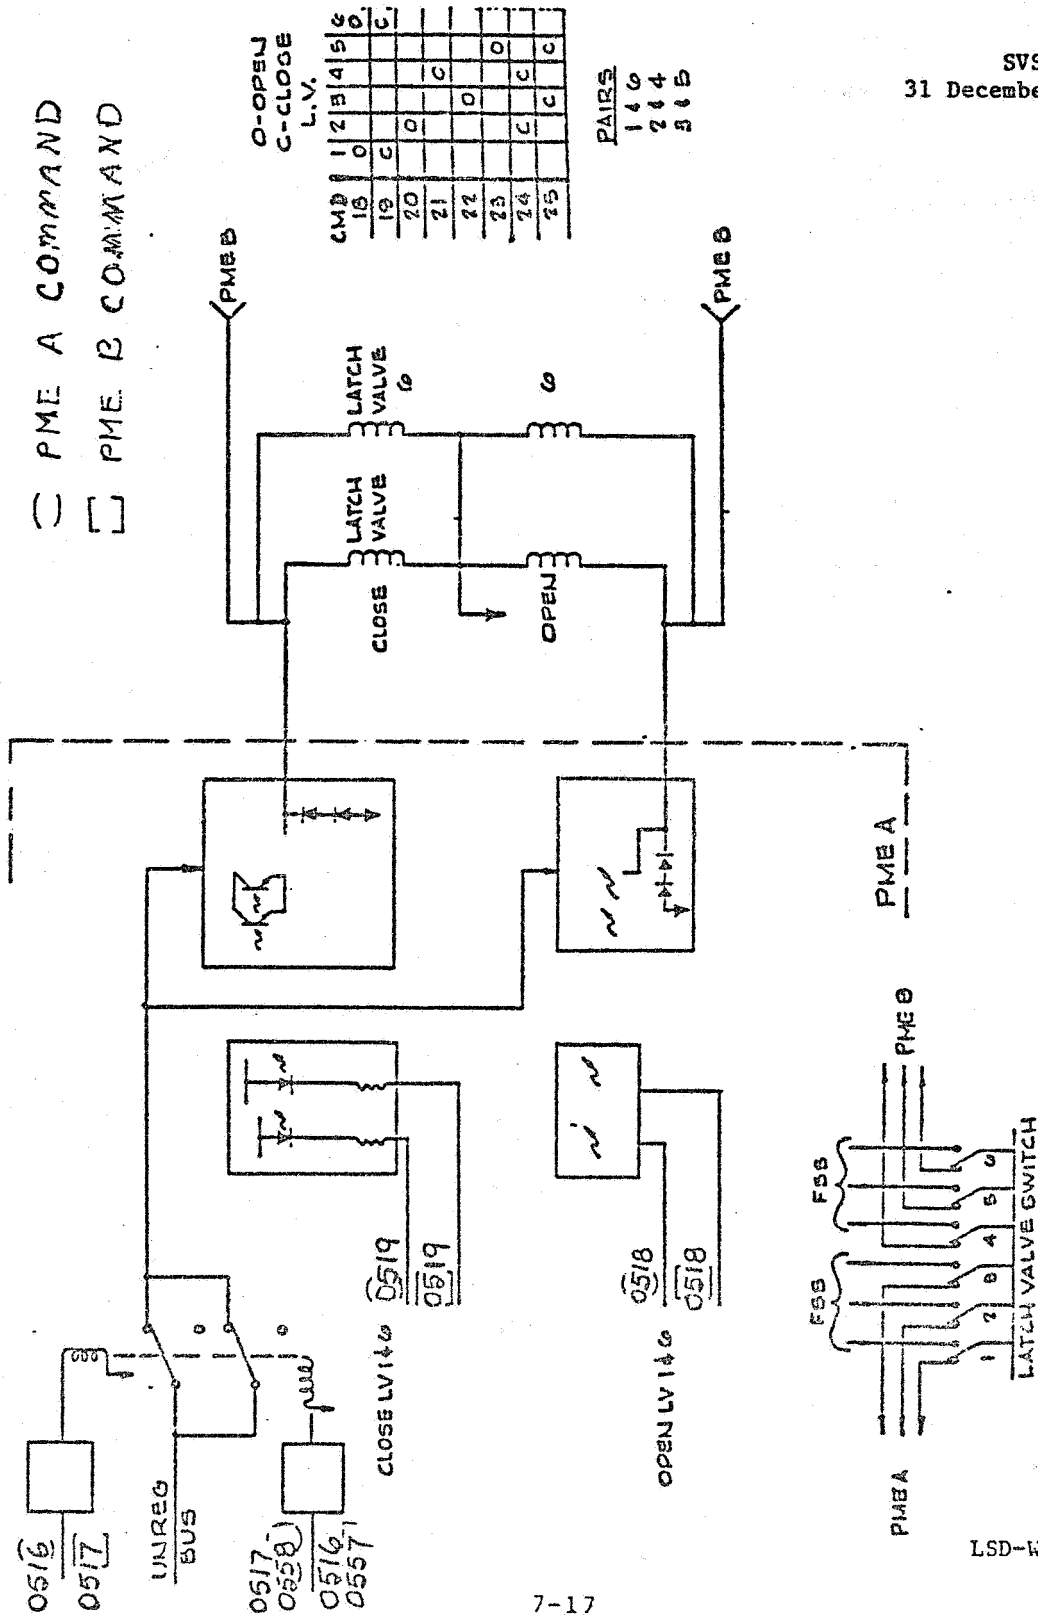 SVS
31 Decembe
PME A COMMAND
PME B COMMAND
O-OPEN
C-CLOSE
L.V.
CMD 1 2 3 4 5 6
18 O O
19 C C
20 O
21 C
22 O
23 O
24 C C
25 C C
PAIRS
1 & 6
2 & 4
3 & 5
PME B
LATCH
VALVE
6
LATCH
VALVE
CLOSE
6
OPEN
PME B
PME A
0516
0517
UNREG
BUS
0517
0558
0516
0557
CLOSE LV 1 & 6
0519
0519
OPEN LV 1 & 6
0518
0518
PME A
FSB
FSB
PME B
1 2 3 4 5 6
LATCH VALVE SWITCH
7-17
LSD-W